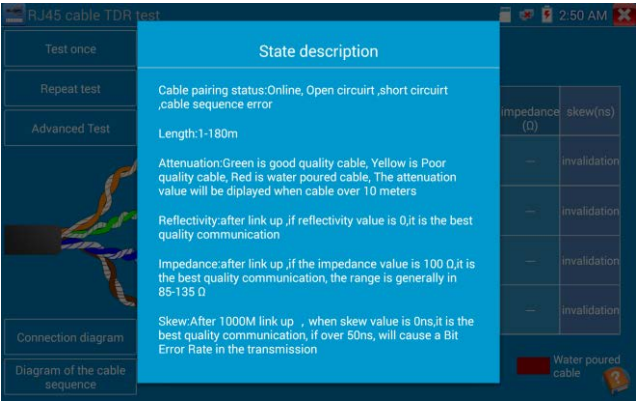 RJ45 cable TDR test
2:50 AM
Test once
Repeat test
Advanced Test
State description
Cable pairing status:Online, Open circuirt ,short circuirt
,cable sequence error
Length:1-180m
Attenuation:Green is good quality cable, Yellow is Poor
quality cable, Red is water poured cable, The attenuation
value will be diplayed when cable over 10 meters
Reflectivity:after link up ,if reflectivity value is 0,it is the best
quality communication
Impedance:after link up ,if the impedance value is 100 Ω,it is
the best quality communication, the range is generally in
85-135 Ω
Skew:After 1000M link up , when skew value is 0ns,it is the
best quality communication, if over 50ns, will cause a Bit
Error Rate in the transmission
impedance skew(ns)
(Ω)
--- invalidation
--- invalidation
--- invalidation
--- invalidation
Connection diagram
Diagram of the cable
sequence
Water poured
cable